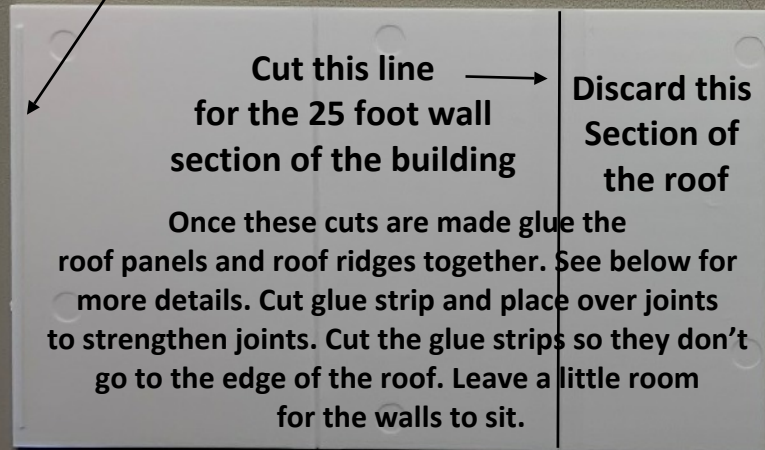 Cut this line
for the 25 foot wall
section of the building
Discard this
Section of
the roof
Once these cuts are made glue the
roof panels and roof ridges together. See below for
more details. Cut glue strip and place over joints
to strengthen joints. Cut the glue strips so they don’t
go to the edge of the roof. Leave a little room
for the walls to sit.